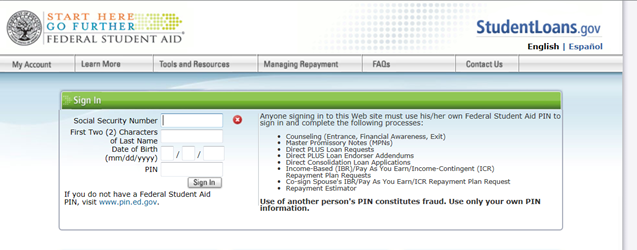 START HERE
GO FURTHER
FEDERAL STUDENT AID
StudentLoans.gov
English | Español
My Account
Learn More
Tools and Resources
Managing Repayment
FAQs
Contact Us
Sign In
Social Security Number
First Two (2) Characters
of Last Name
Date of Birth
(mm/dd/yyyy)
/ /
PIN
Sign In
If you do not have a Federal Student Aid
PIN, visit www.pin.ed.gov.
Anyone signing in to this Web site must use his/her own Federal Student Aid PIN to
sign in and complete the following processes:
• Counseling (Entrance, Financial Awareness, Exit)
• Master Promissory Notes (MPNs)
• Direct PLUS Loan Requests
• Direct PLUS Loan Endorser Addendums
• Direct Consolidation Loan Applications
• Income-Based (IBR)/Pay As You Earn/Income-Contingent (ICR)
Repayment Plan Requests
• Co-sign Spouse's IBR/Pay As You Earn/ICR Repayment Plan Request
• Repayment Estimator
Use of another person's PIN constitutes fraud. Use only your own PIN
information.